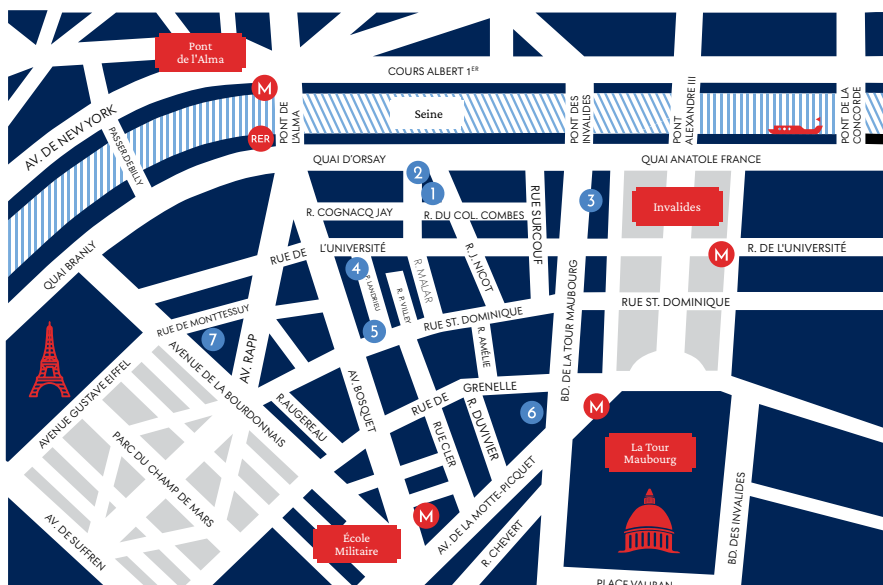 Pont
de l'Alma
COURS ALBERT 1ER
M
AV. DE NEW YORK
PASSER.DEBILLY
RER
PONT DE
L'ALMA
Seine
PONT DES
INVALIDES
PONT
ALEXANDRE III
PONT DE LA
CONCORDE
QUAI D'ORSAY
QUAI ANATOLE FRANCE
2
1
3
Invalides
R. COGNACQ JAY
R. DU COL. COMBES
RUE SURCOUF
QUAI BRANLY
RUE DE
L'UNIVERSITÉ
M
R. DE L'UNIVERSITÉ
4
R. LANDRIEU
R. P. VILLEY
R. MALAR
R. J. NICOT
RUE DE MONTTESSUY
7
5
RUE ST. DOMINIQUE
RUE ST. DOMINIQUE
BD. DE LA TOUR MAUBOURG
AV. RAPP
AVENUE DE LA BOURDONNAIS
AVENUE GUSTAVE EIFFEL
R. AMÉLIE
AV. BOSQUET
R.AUGEREAU
RUE DE
GRENELLE
M
6
R. DUVIVIER
RUE CLER
PARC DU CHAMP DE MARS
La Tour
Maubourg
AV. DE LA MOTTE-PICQUET
M
École
Militaire
R. CHEVERT
AV. DE SUFFREN
BD. DES INVALIDES
PLACE VAUBAN